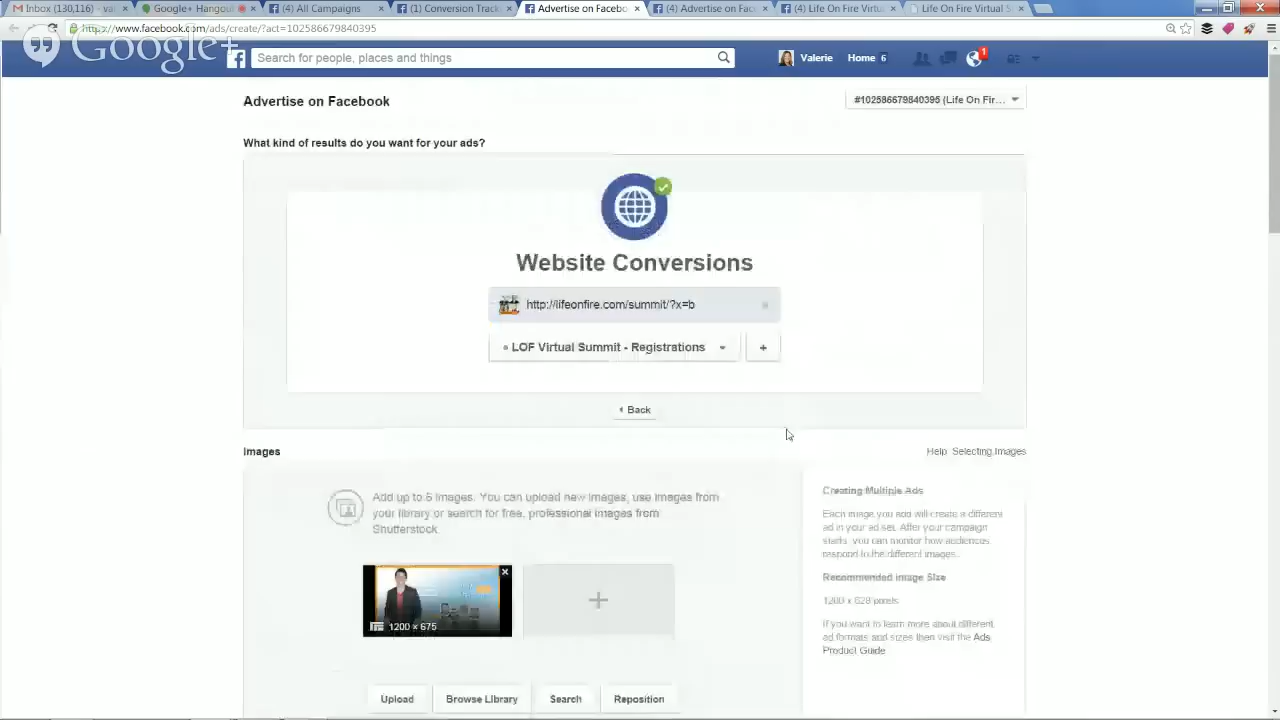 Inbox (130,116) - va
Google+ Hangout
(4) All Campaigns
(1) Conversion Track
Advertise on Facebo
(4) Advertise on Fac
(4) Life On Fire Virtua
Life On Fire Virtual S
https://www.facebook.com/ads/create/?act=102586679840395
Google+
Search for people, places and things
Valerie
Home 6
1
Advertise on Facebook
#102586679840395 (Life On Fir...
What kind of results do you want for your ads?
Website Conversions
http://lifeonfire.com/summit/?x=b
LOF Virtual Summit - Registrations
+
Back
Images
Help: Selecting Images
Add up to 6 images. You can upload new images, use images from
your library or search for free, professional images from
Shutterstock.
1200 × 675
Upload
Browse Library
Search
Reposition
Creating Multiple Ads
Each image you add will create a different
ad in your ad set. After your campaign
starts, you can monitor how audiences
respond to the different images.
Recommended Image Size
1200 x 628 pixels
If you want to learn more about different
ad formats and sizes then visit the Ads
Product Guide